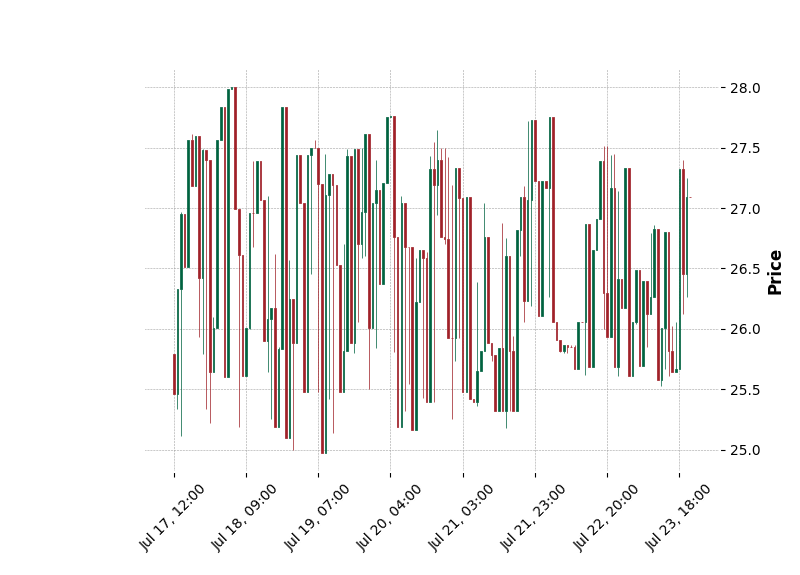 28.0
27.5
27.0
26.5
26.0
25.5
25.0
Price
Jul 17, 12:00
Jul 18, 09:00
Jul 19, 07:00
Jul 20, 04:00
Jul 21, 03:00
Jul 21, 23:00
Jul 22, 20:00
Jul 23, 18:00